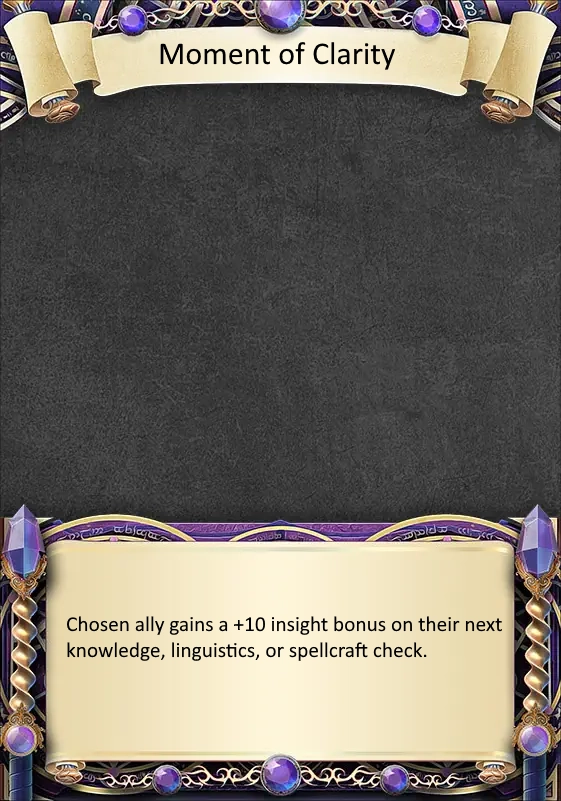 Moment of Clarity
Chosen ally gains a +10 insight bonus on their next
knowledge, linguistics, or spellcraft check.